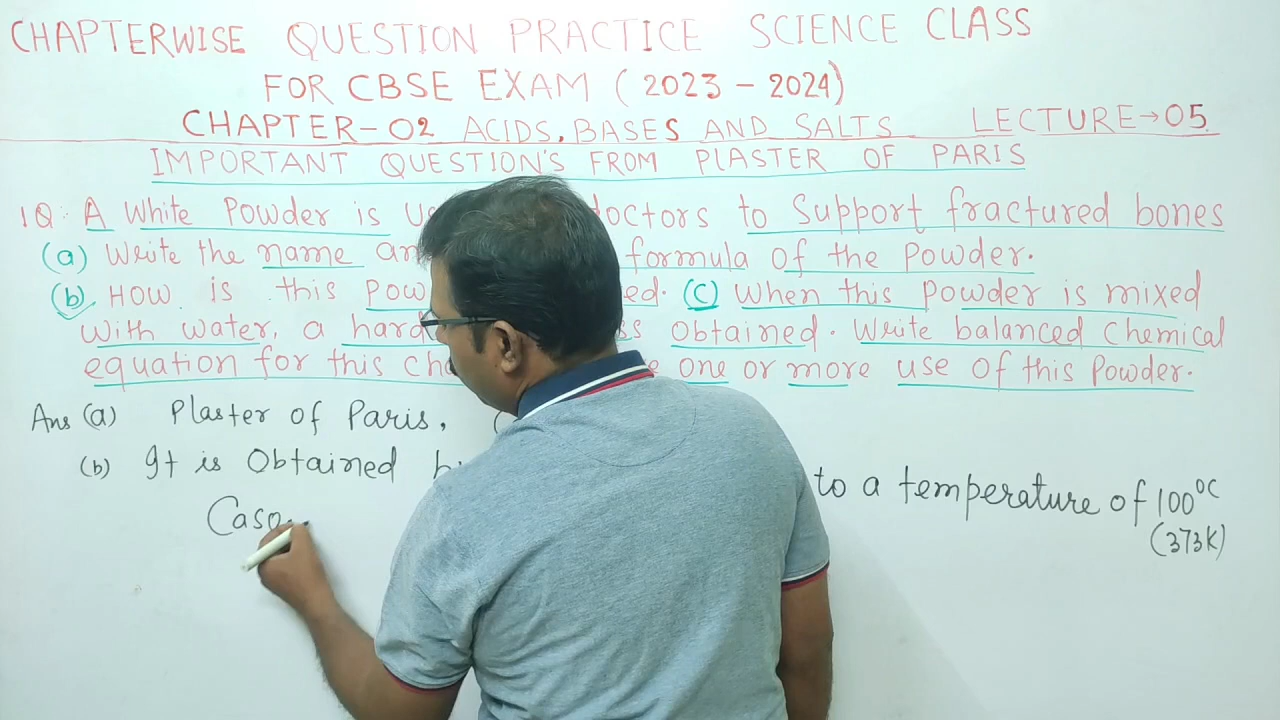 CHAPTERWISE QUESTION PRACTICE SCIENCE CLASS
FOR CBSE EXAM (2023-2024)
CHAPTER-02 ACIDS, BASES AND SALTS LECTURE→05.
IMPORTANT QUESTION'S FROM PLASTER OF PARIS
1Q: A White Powder is doctors to Support fractured bones
(a) Write the name formula of the Powder.
(b) How is this (C) When this powder is mixed
With water, a hard obtained. Write balanced chemical
equation for this one or more use of this Powder.
Ans (a) Plaster of Paris,
(b) It is Obtained to a temperature of 100°C
(373K)
CaSO